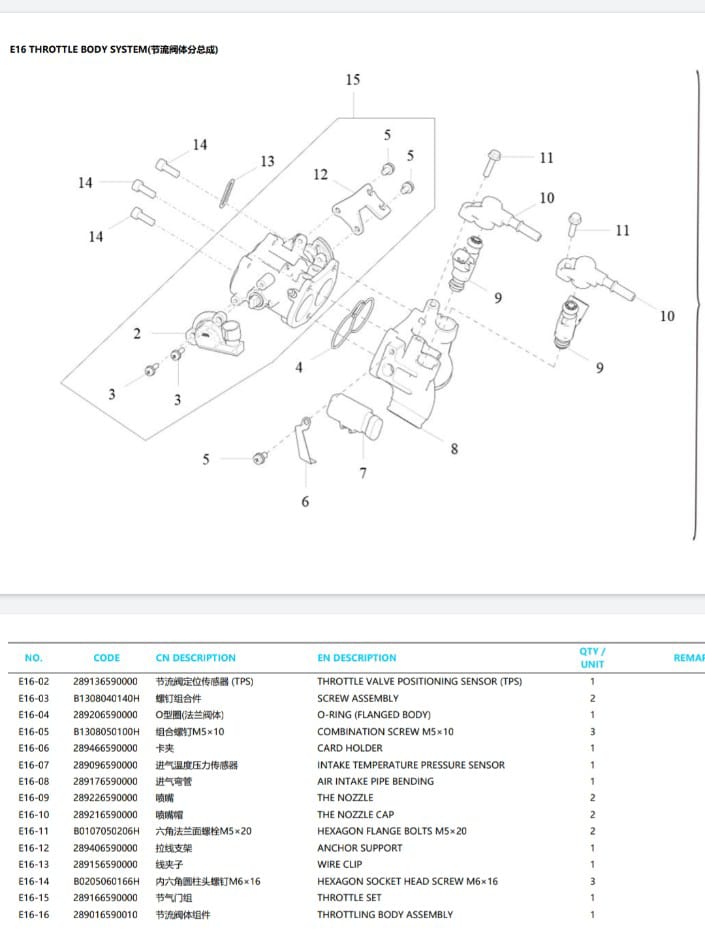 E16 THROTTLE BODY SYSTEM(节流阀体分总成)
15
14
5
13
5
11
12
14
10
11
14
9
10
2
4
9
3
3
8
5
7
6
NO. CODE CN DESCRIPTION EN DESCRIPTION QTY / UNIT REMAR
E16-02 289136590000 节流阀定位传感器 (TPS) THROTTLE VALVE POSITIONING SENSOR (TPS) 1
E16-03 B1308040140H 螺钉组合件 SCREW ASSEMBLY 2
E16-04 289206590000 O型圈(法兰阀体) O-RING (FLANGED BODY) 1
E16-05 B1308050100H 组合螺钉M5×10 COMBINATION SCREW M5×10 3
E16-06 289466590000 卡夹 CARD HOLDER 1
E16-07 289096590000 进气温度压力传感器 INTAKE TEMPERATURE PRESSURE SENSOR 1
E16-08 289176590000 进气弯管 AIR INTAKE PIPE BENDING 1
E16-09 289226590000 喷嘴 THE NOZZLE 2
E16-10 289216590000 喷嘴帽 THE NOZZLE CAP 2
E16-11 B0107050206H 六角法兰面螺栓M5×20 HEXAGON FLANGE BOLTS M5×20 2
E16-12 289406590000 拉线支架 ANCHOR SUPPORT 1
E16-13 289156590000 线夹子 WIRE CLIP 1
E16-14 B0205060166H 内六角圆柱头螺钉M6×16 HEXAGON SOCKET HEAD SCREW M6×16 3
E16-15 289166590000 节气门组 THROTTLE SET 1
E16-16 289016590010 节流阀体组件 THROTTLING BODY ASSEMBLY 1